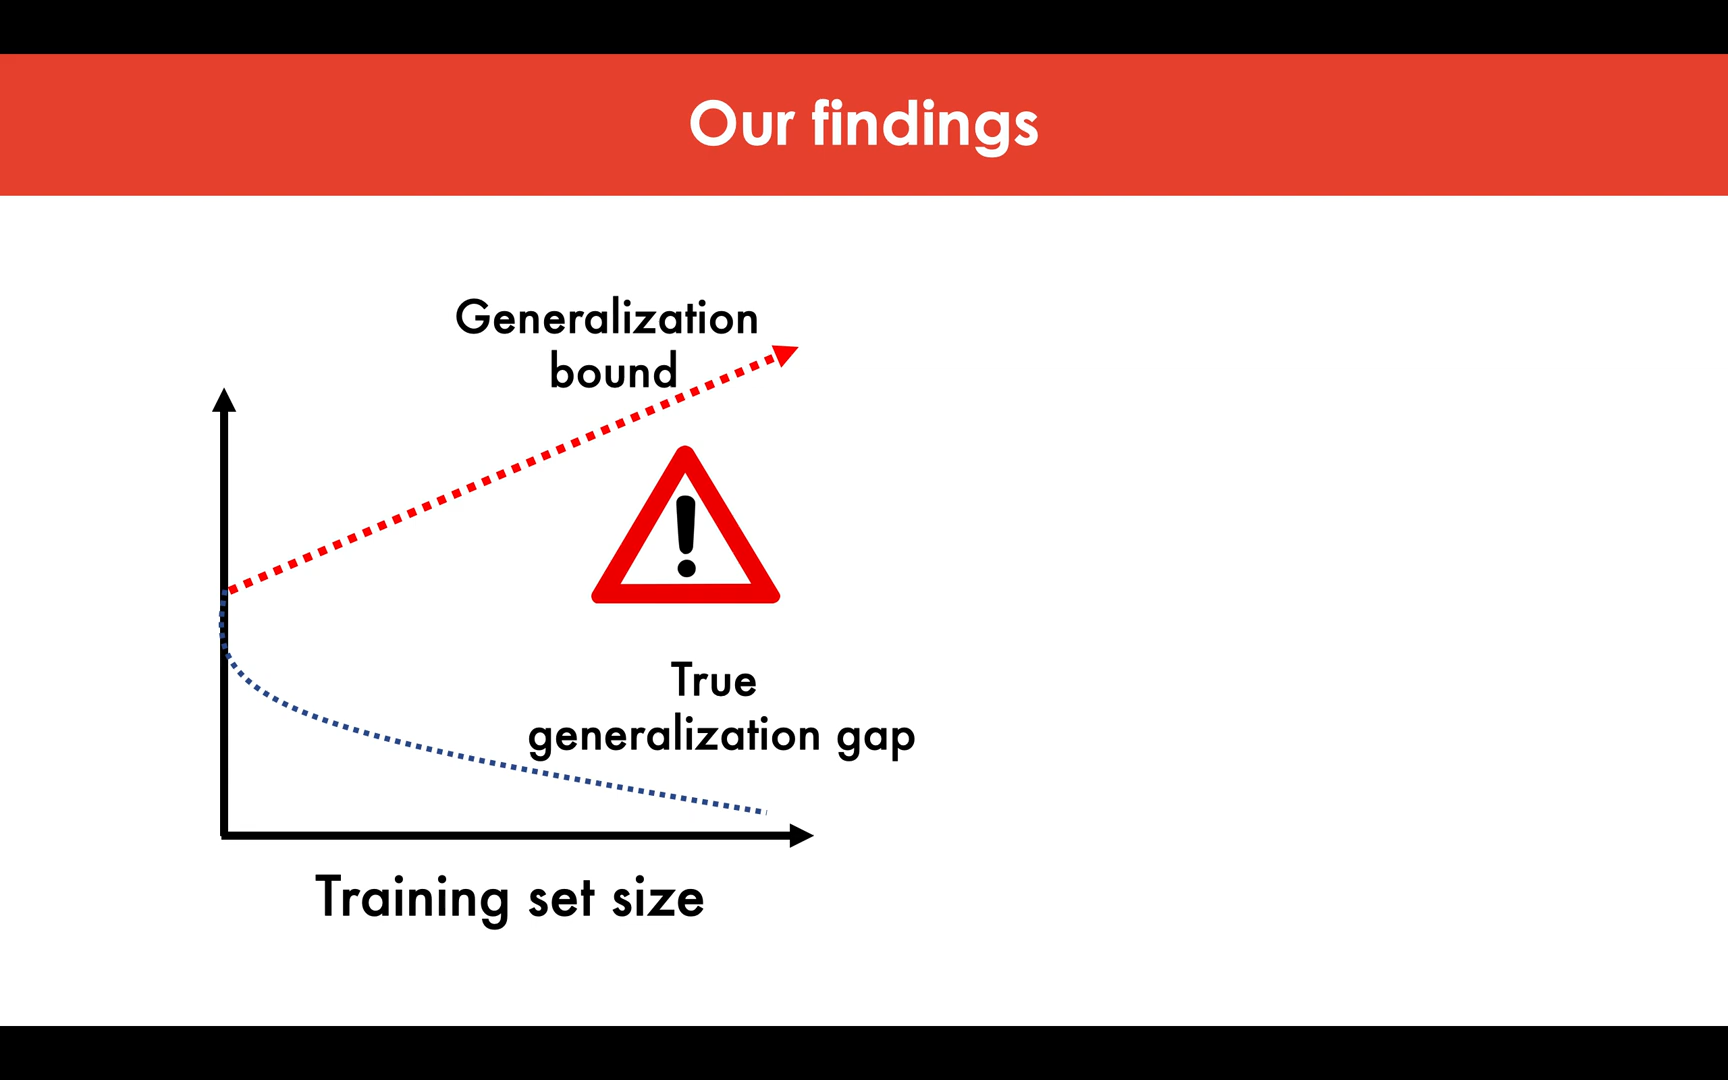 Our findings
Generalization
bound
True
generalization gap
Training set size